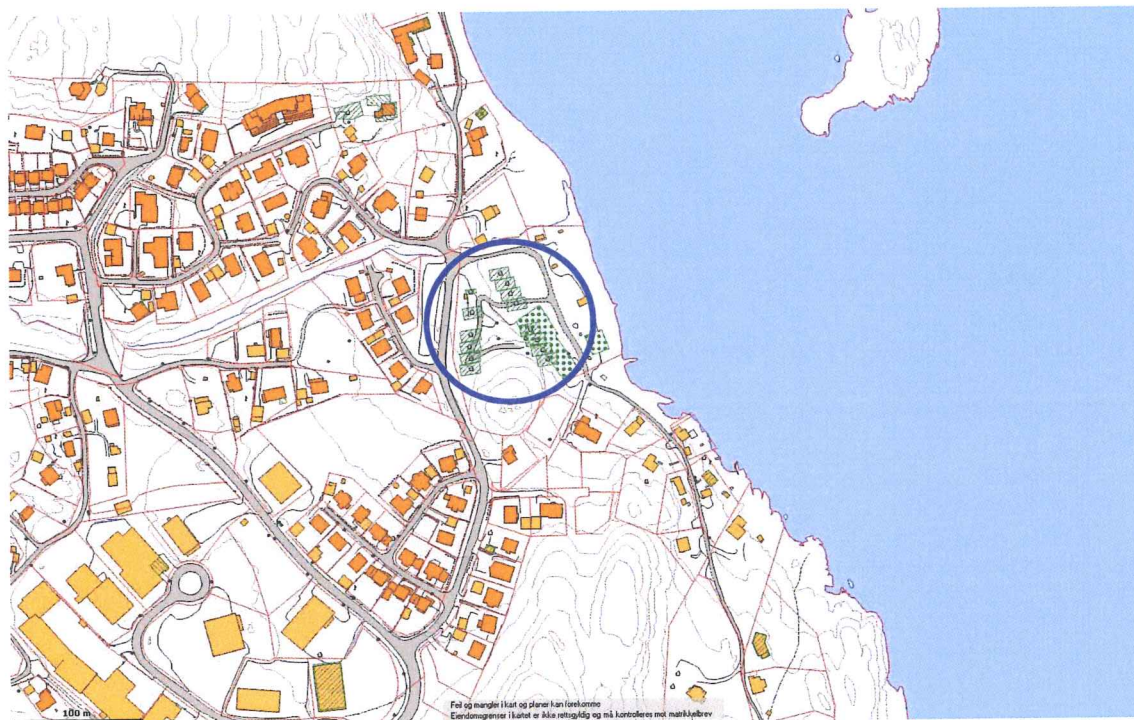 100 m
Feil og mangler i kart og planer kan forekomme
Eiendomsgrenser i kartet er ikke rettsgyldig og må kontrolleres mot matrikkelbrev